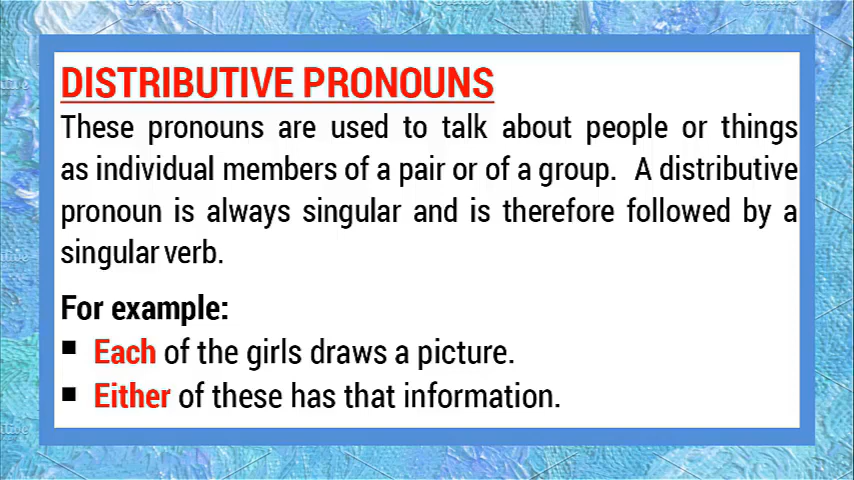 DISTRIBUTIVE PRONOUNS
These pronouns are used to talk about people or things
as individual members of a pair or of a group. A distributive
pronoun is always singular and is therefore followed by a
singular verb.
For example:
▪ Each of the girls draws a picture.
▪ Either of these has that information.